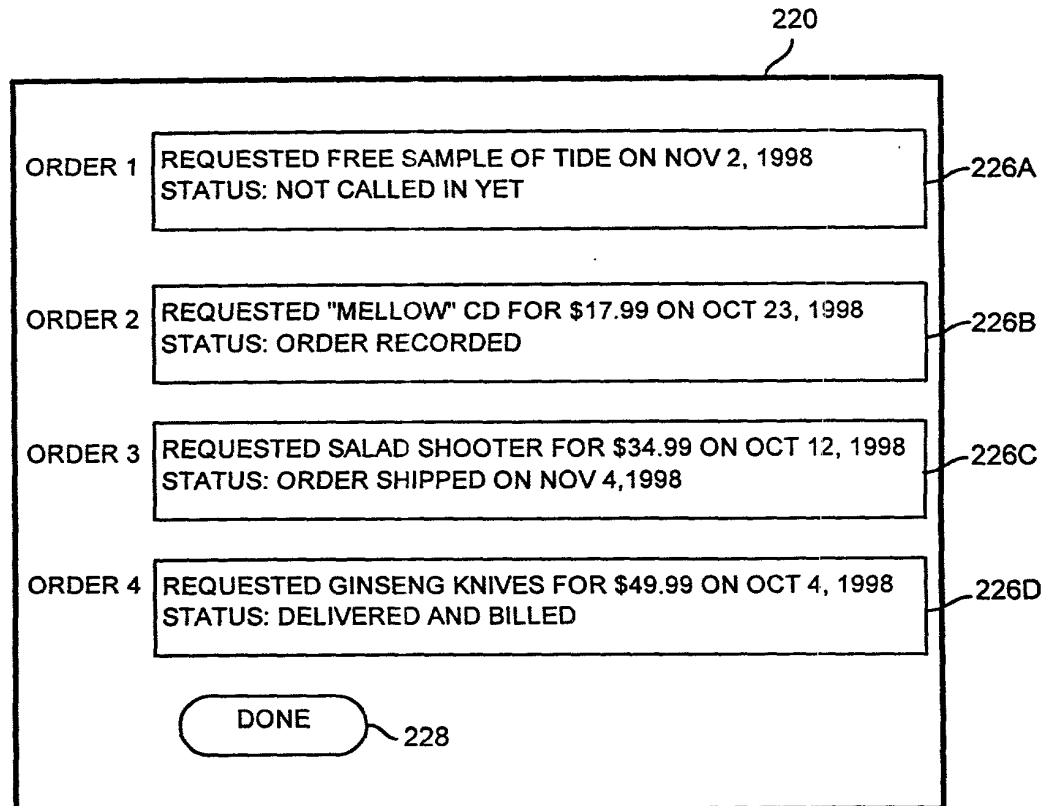 220
ORDER 1
REQUESTED FREE SAMPLE OF TIDE ON NOV 2, 1998
STATUS: NOT CALLED IN YET
226A
ORDER 2
REQUESTED "MELLOW" CD FOR $17.99 ON OCT 23, 1998
STATUS: ORDER RECORDED
226B
ORDER 3
REQUESTED SALAD SHOOTER FOR $34.99 ON OCT 12, 1998
STATUS: ORDER SHIPPED ON NOV 4,1998
226C
ORDER 4
REQUESTED GINSENG KNIVES FOR $49.99 ON OCT 4, 1998
STATUS: DELIVERED AND BILLED
226D
DONE
228